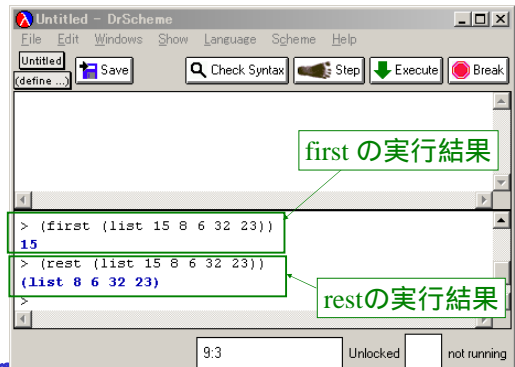 Untitled - DrScheme
File Edit Windows Show Language Scheme Help
Untitled
(define ...)
Save
Check Syntax
Step
Execute
Break
first の実行結果
> (first (list 15 8 6 32 23))
15
> (rest (list 15 8 6 32 23))
(list 8 6 32 23)
>
restの実行結果
9:3
Unlocked
not running